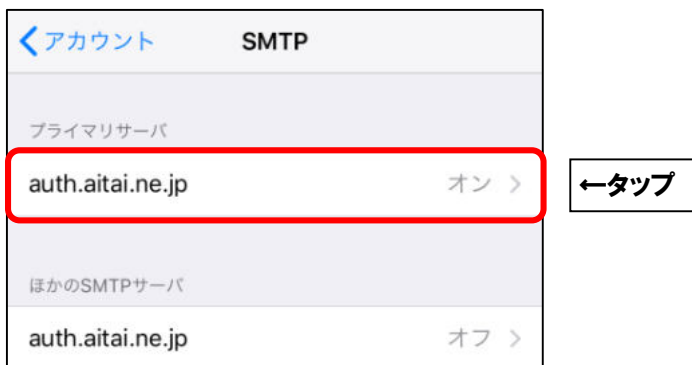 アカウント SMTP
プライマリサーバ
auth.aitai.ne.jp オン
←タップ
ほかのSMTPサーバ
auth.aitai.ne.jp オフ